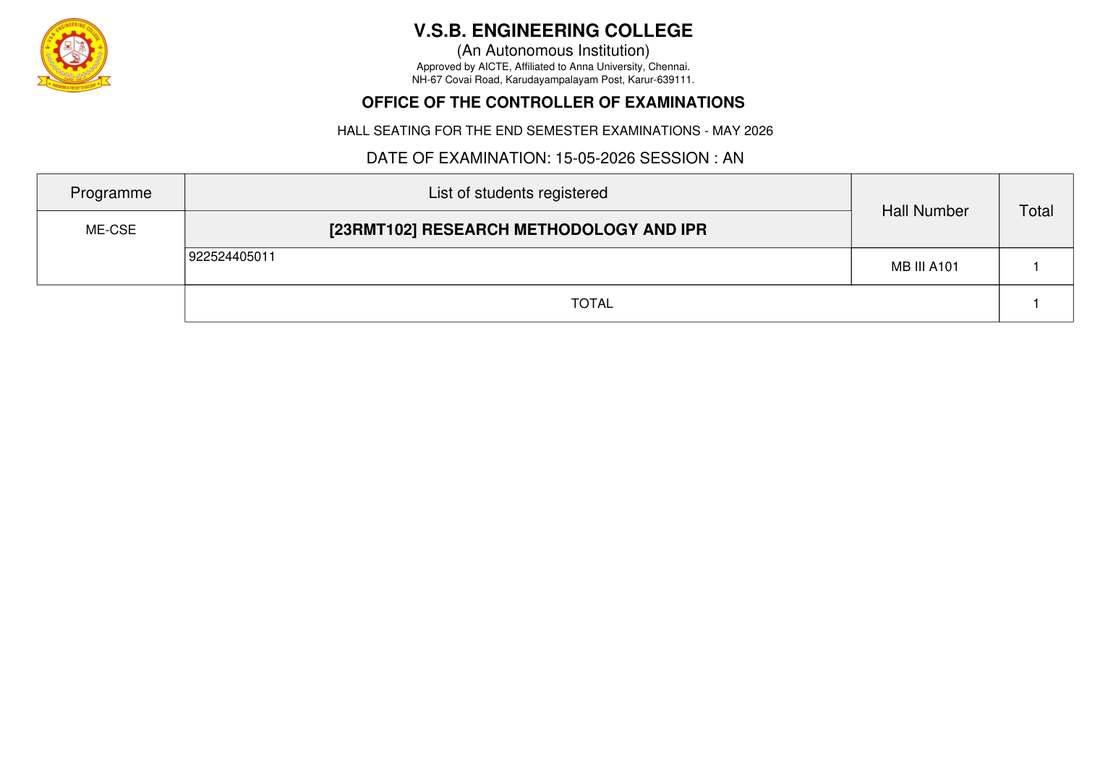 V.S.B. ENGINEERING COLLEGE
(An Autonomous Institution)
Approved by AICTE, Affiliated to Anna University, Chennai.
NH-67 Covai Road, Karudayampalayam Post, Karur-639111.
OFFICE OF THE CONTROLLER OF EXAMINATIONS
HALL SEATING FOR THE END SEMESTER EXAMINATIONS - MAY 2026
DATE OF EXAMINATION: 15-05-2026 SESSION : AN
Programme
List of students registered
Hall Number
Total
ME-CSE
[23RMT102] RESEARCH METHODOLOGY AND IPR
922524405011
MB III A101
1
TOTAL
1